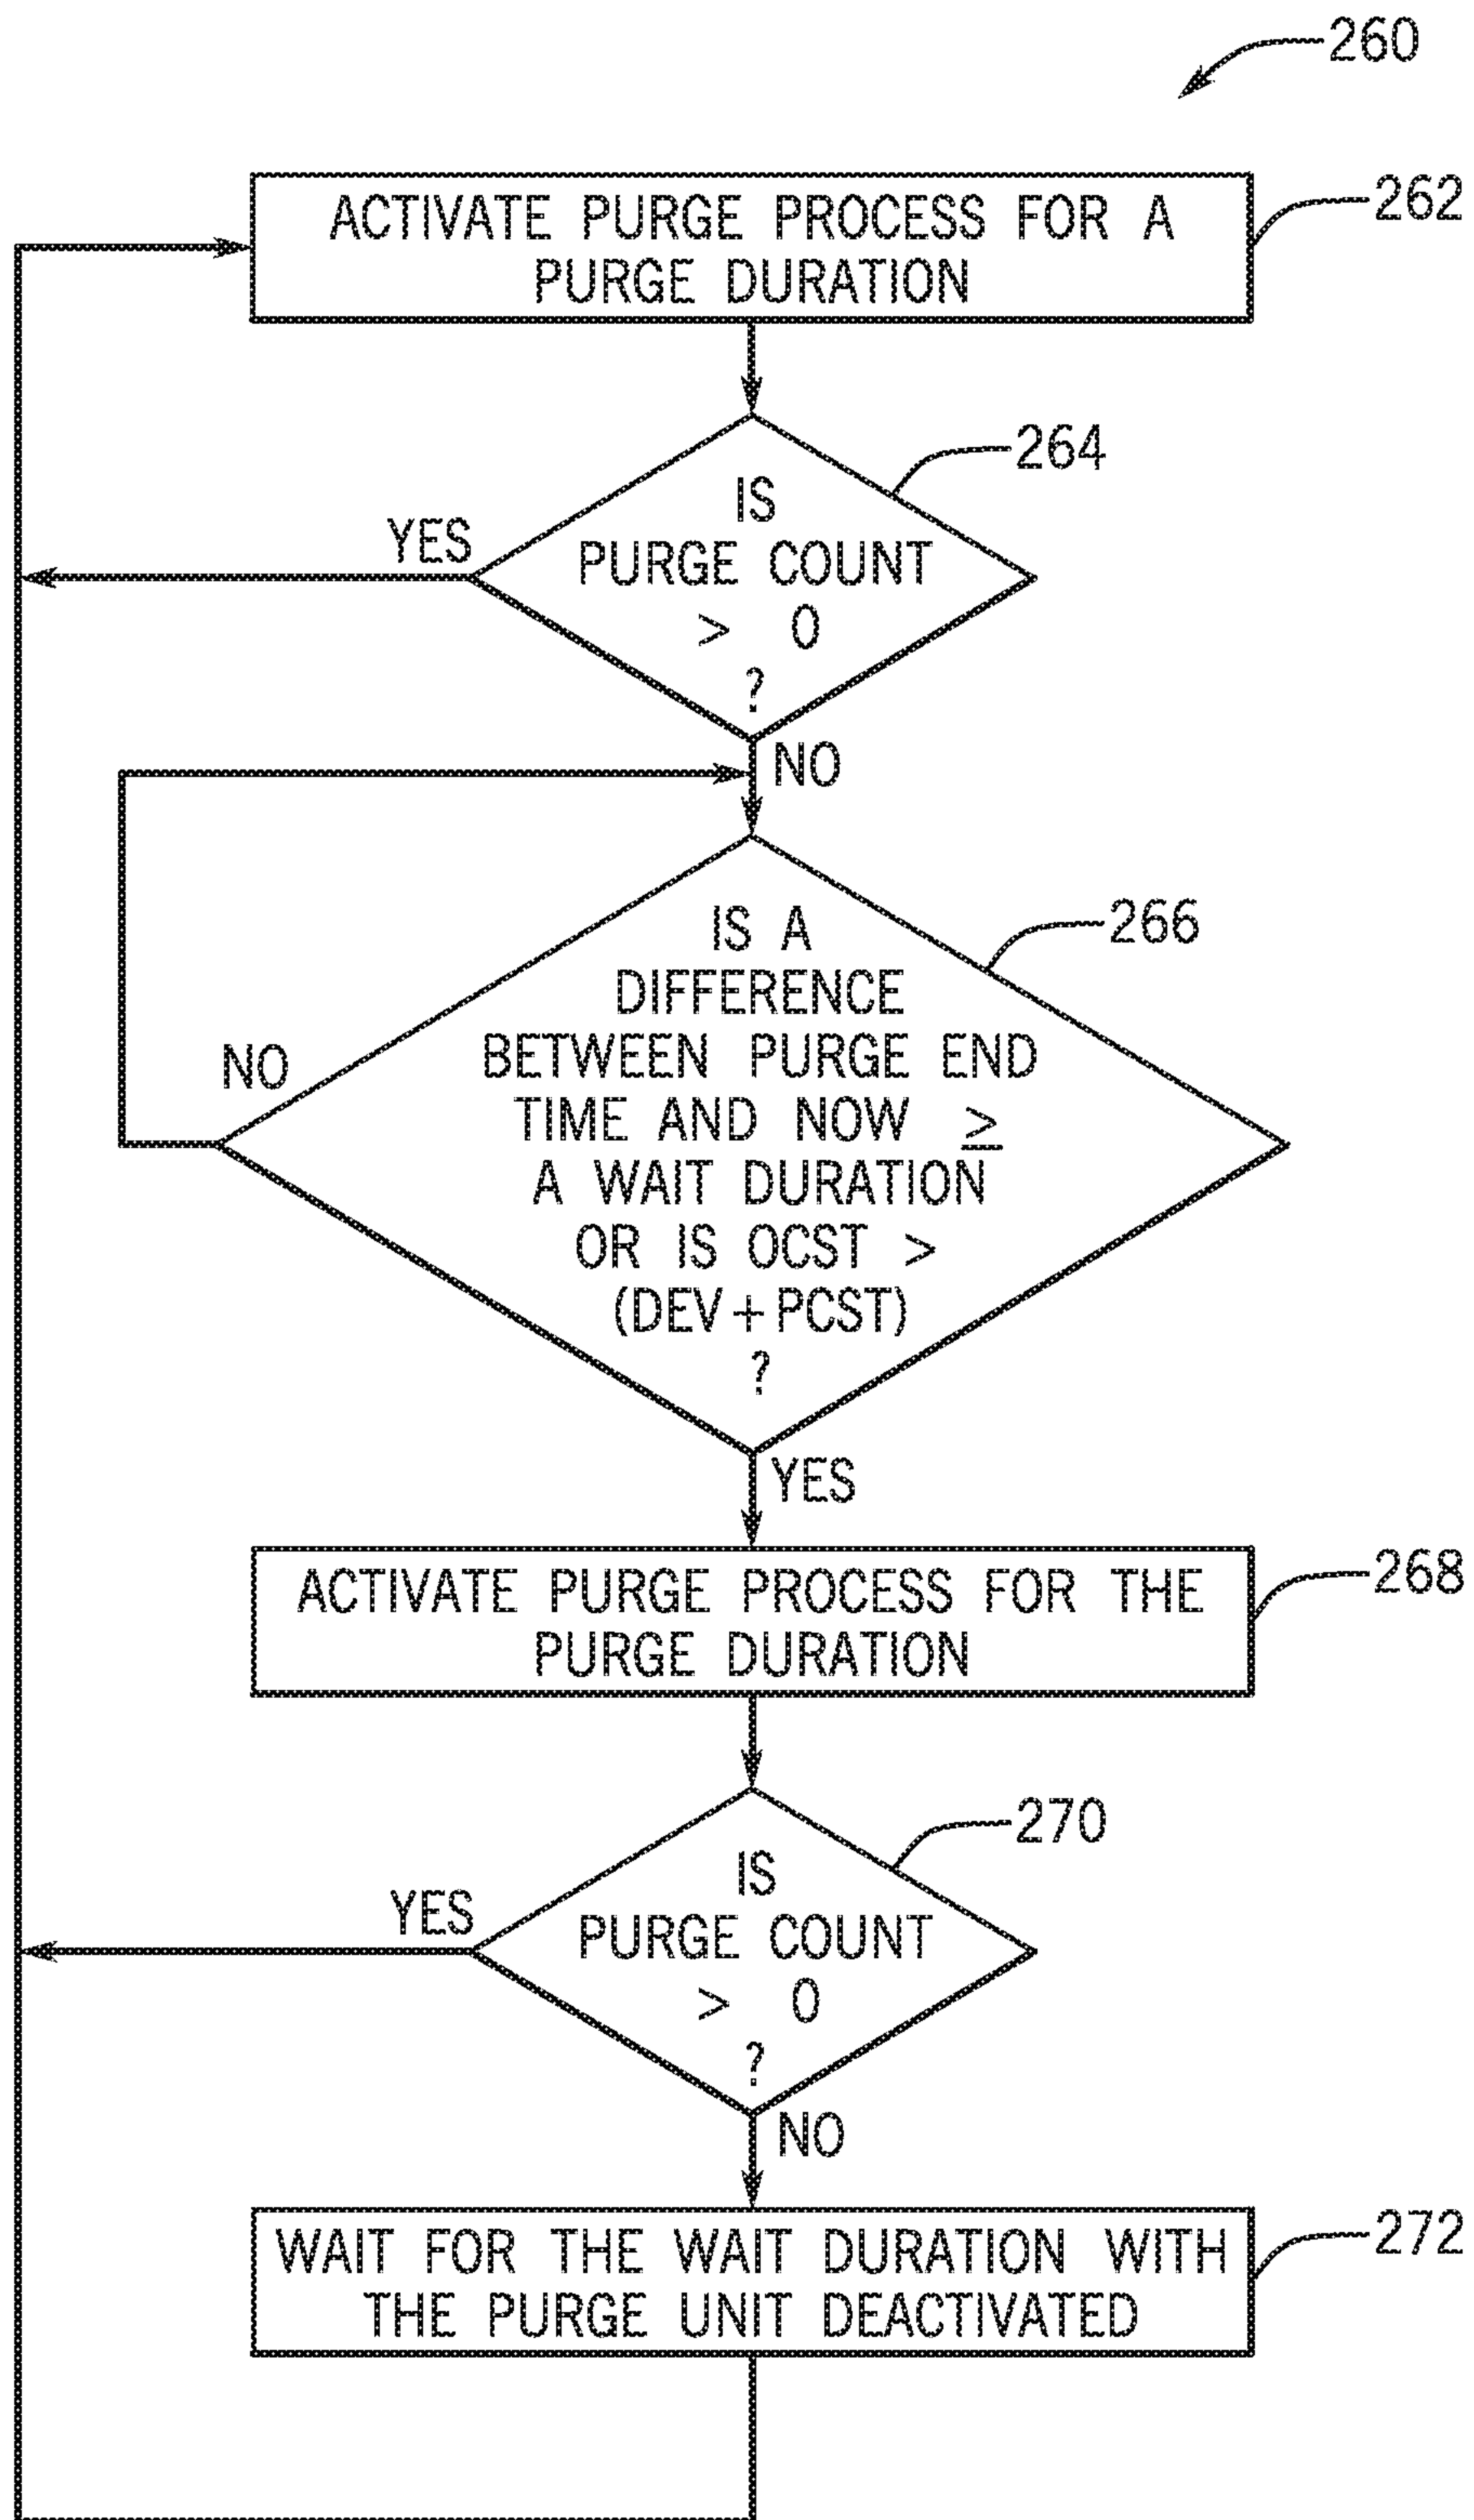 260
ACTIVATE PURGE PROCESS FOR A
PURGE DURATION
262
264
IS
PURGE COUNT
> 0
?
YES
NO
266
IS A
DIFFERENCE
BETWEEN PURGE END
TIME AND NOW ≥
A WAIT DURATION
OR IS OCST >
(DEV + PCST)
?
NO
YES
ACTIVATE PURGE PROCESS FOR THE
PURGE DURATION
268
270
IS
PURGE COUNT
> 0
?
YES
NO
WAIT FOR THE WAIT DURATION WITH
THE PURGE UNIT DEACTIVATED
272